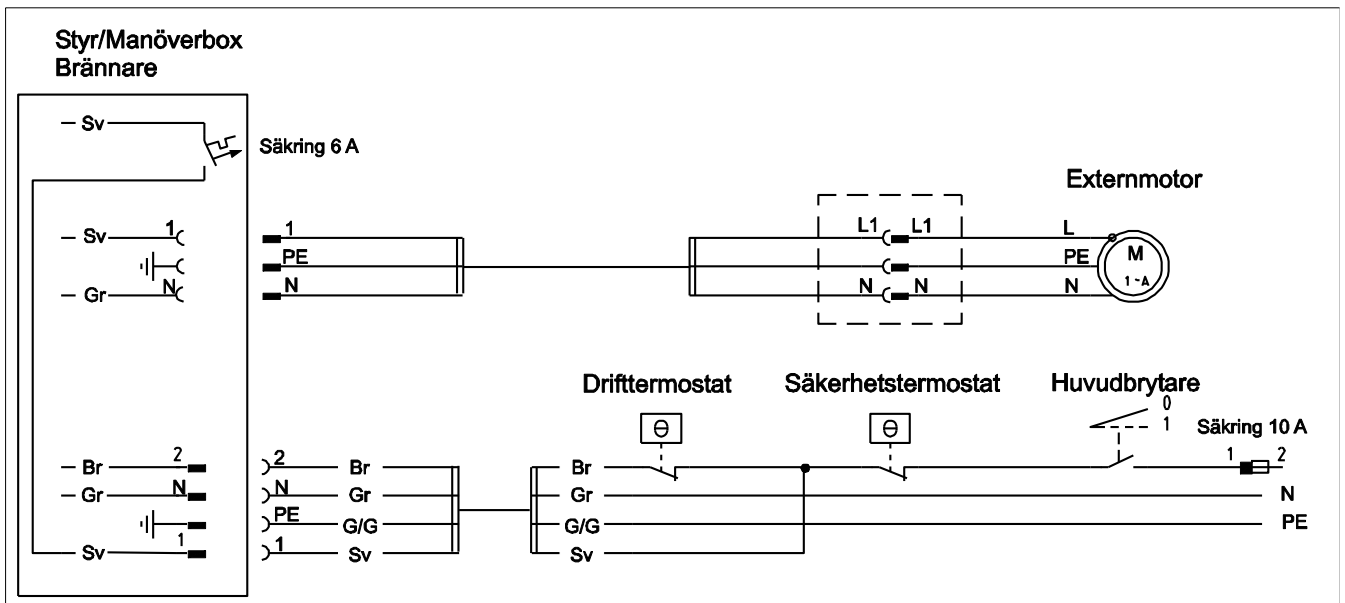 Styr/Manöverbox
Brännare
Sv
Säkring 6 A
Externmotor
Sv 1 1 L1 L1 L
PE PE M
Gr N N N N N 1~A
Drifttermostat Säkerhetstermostat Huvudbrytare
0
θ θ 1 Säkring 10 A
Br 2 2 Br Br 1 2
Gr N N Gr Gr N
PE G/G G/G PE
Sv 1 1 Sv Sv